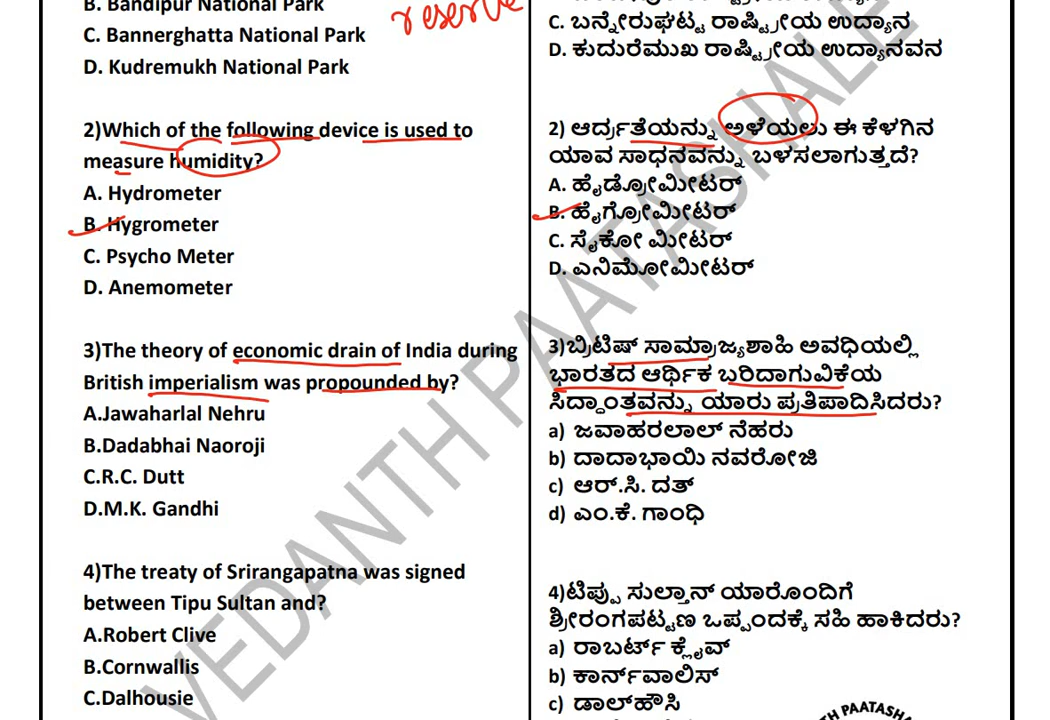 B. Bandipur National Park
reserve
C. Bannerghatta National Park
D. Kudremukh National Park
2)Which of the following device is used to
measure humidity?
A. Hydrometer
B. Hygrometer
C. Psycho Meter
D. Anemometer
3)The theory of economic drain of India during
British imperialism was propounded by?
A.Jawaharlal Nehru
B.Dadabhai Naoroji
C.R.C. Dutt
D.M.K. Gandhi
4)The treaty of Srirangapatna was signed
between Tipu Sultan and?
A.Robert Clive
B.Cornwallis
C.Dalhousie
C. ಬನ್ನೇರುಘಟ್ಟ ರಾಷ್ಟ್ರೀಯ ಉದ್ಯಾನ
D. ಕುದುರೆಮುಖ ರಾಷ್ಟ್ರೀಯ ಉದ್ಯಾನವನ
2) ಆರ್ದ್ರತೆಯನ್ನು ಅಳೆಯಲು ಈ ಕೆಳಗಿನ
ಯಾವ ಸಾಧನವನ್ನು ಬಳಸಲಾಗುತ್ತದೆ?
A. ಹೈಡ್ರೋಮೀಟರ್
B. ಹೈಗ್ರೋಮೀಟರ್
C. ಸೈಕೋ ಮೀಟರ್
D. ಎನಿಮೋಮೀಟರ್
3)ಬ್ರಿಟಿಷ್ ಸಾಮ್ರಾಜ್ಯಶಾಹಿ ಅವಧಿಯಲ್ಲಿ
ಭಾರತದ ಆರ್ಥಿಕ ಬರಿದಾಗುವಿಕೆಯ
ಸಿದ್ಧಾಂತವನ್ನು ಯಾರು ಪ್ರತಿಪಾದಿಸಿದರು?
a) ಜವಾಹರಲಾಲ್ ನೆಹರು
b) ದಾದಾಭಾಯಿ ನವರೋಜಿ
c) ಆರ್.ಸಿ. ದತ್
d) ಎಂ.ಕೆ. ಗಾಂಧಿ
4)ಟಿಪ್ಪು ಸುಲ್ತಾನ್ ಯಾರೊಂದಿಗೆ
ಶ್ರೀರಂಗಪಟ್ಟಣ ಒಪ್ಪಂದಕ್ಕೆ ಸಹಿ ಹಾಕಿದರು?
a) ರಾಬರ್ಟ್ ಕ್ಲೈವ್
b) ಕಾರ್ನ್‌ವಾಲಿಸ್
c) ಡಾಲ್‌ಹೌಸಿ
VEDANTH PAATASHALE